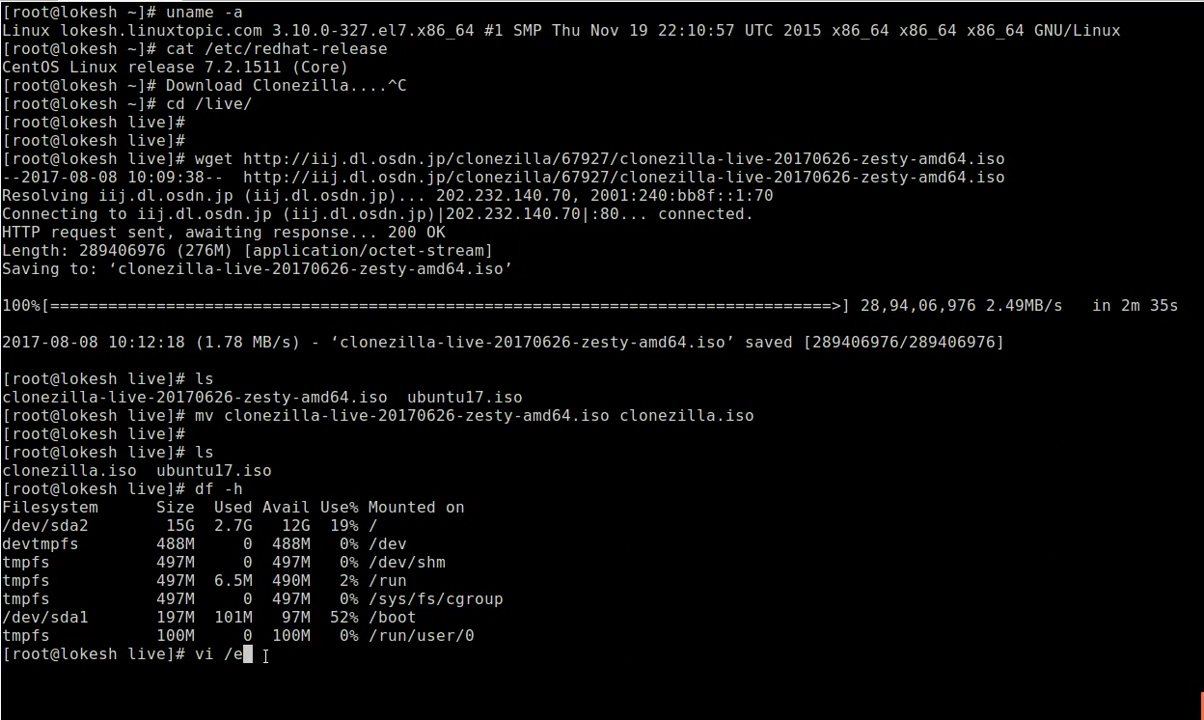 [root@lokesh ~]# uname -a
Linux lokesh.linuxtopic.com 3.10.0-327.el7.x86_64 #1 SMP Thu Nov 19 22:10:57 UTC 2015 x86_64 x86_64 x86_64 GNU/Linux
[root@lokesh ~]# cat /etc/redhat-release
CentOS Linux release 7.2.1511 (Core)
[root@lokesh ~]# Download Clonezilla....^C
[root@lokesh ~]# cd /live/
[root@lokesh live]#
[root@lokesh live]#
[root@lokesh live]# wget http://iij.dl.osdn.jp/clonezilla/67927/clonezilla-live-20170626-zesty-amd64.iso
--2017-08-08 10:09:38--  http://iij.dl.osdn.jp/clonezilla/67927/clonezilla-live-20170626-zesty-amd64.iso
Resolving iij.dl.osdn.jp (iij.dl.osdn.jp)... 202.232.140.70, 2001:240:bb8f::1:70
Connecting to iij.dl.osdn.jp (iij.dl.osdn.jp)|202.232.140.70|:80... connected.
HTTP request sent, awaiting response... 200 OK
Length: 289406976 (276M) [application/octet-stream]
Saving to: ‘clonezilla-live-20170626-zesty-amd64.iso’
100%[=================================================================================>] 28,94,06,976 2.49MB/s   in 2m 35s
2017-08-08 10:12:18 (1.78 MB/s) - ‘clonezilla-live-20170626-zesty-amd64.iso’ saved [289406976/289406976]
[root@lokesh live]# ls
clonezilla-live-20170626-zesty-amd64.iso  ubuntu17.iso
[root@lokesh live]# mv clonezilla-live-20170626-zesty-amd64.iso clonezilla.iso
[root@lokesh live]#
[root@lokesh live]# ls
clonezilla.iso  ubuntu17.iso
[root@lokesh live]# df -h
Filesystem      Size  Used Avail Use% Mounted on
/dev/sda2        15G  2.7G   12G  19% /
devtmpfs        488M     0  488M   0% /dev
tmpfs           497M     0  497M   0% /dev/shm
tmpfs           497M  6.5M  490M   2% /run
tmpfs           497M     0  497M   0% /sys/fs/cgroup
/dev/sda1       197M  101M   97M  52% /boot
tmpfs           100M     0  100M   0% /run/user/0
[root@lokesh live]# vi /e